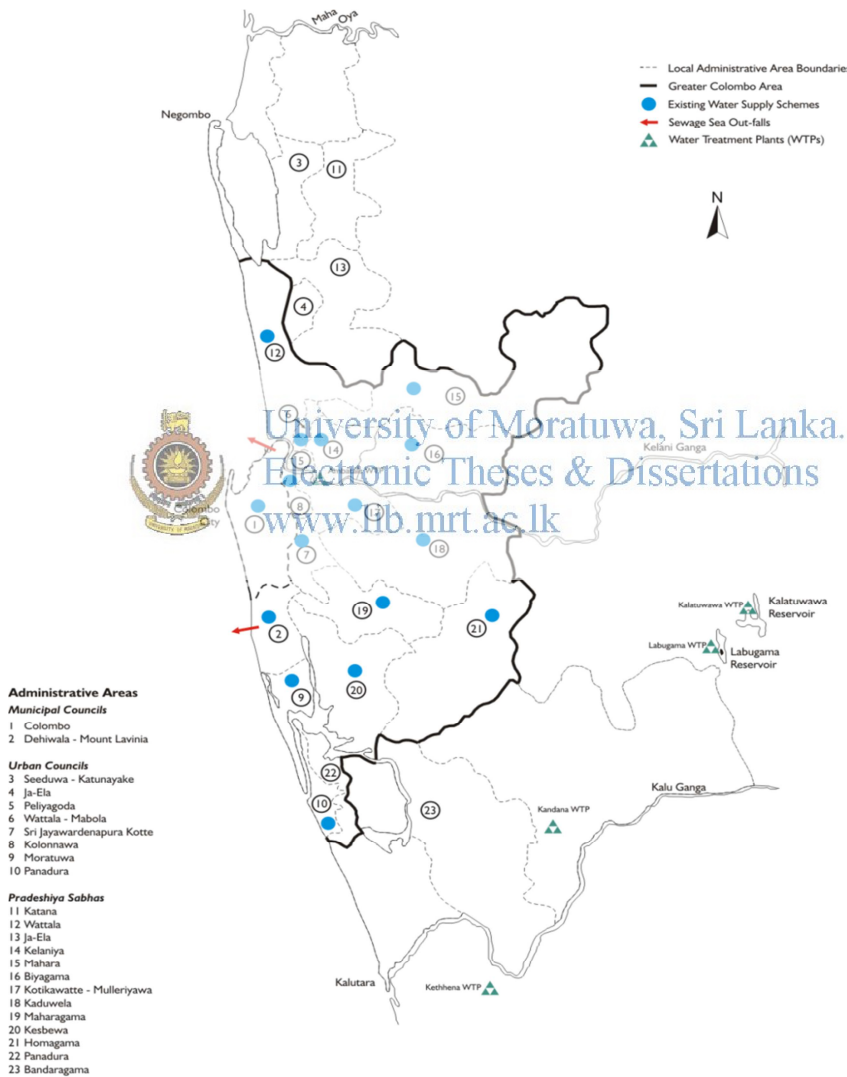 Maha Oya
Local Administrative Area Boundarie
Greater Colombo Area
Existing Water Supply Schemes
Sewage Sea Out-falls
Water Treatment Plants (WTPs)
Negombo
N
3
11
13
4
12
15
6
University of Moratuwa, Sri Lanka.
14
16
Kelani Ganga
5
WTP
Electronic Theses & Dissertations
Colombo
City
1
8
17
www.lib.mrt.ac.lk
7
18
19
21
2
Kalatuwawa WTP
Kalatuwawa
Reservoir
Labugama WTP
Labugama
Reservoir
9
20
22
10
23
Kalu Ganga
Kandana WTP
Kalutara
Kethhena WTP
Administrative Areas
Municipal Councils
1 Colombo
2 Dehiwala - Mount Lavinia
Urban Councils
3 Seeduwa - Katunayake
4 Ja-Ela
5 Peliyagoda
6 Wattala - Mabola
7 Sri Jayawardenapura Kotte
8 Kolonnawa
9 Moratuwa
10 Panadura
Pradeshiya Sabhas
11 Katana
12 Wattala
13 Ja-Ela
14 Kelaniya
15 Mahara
16 Biyagama
17 Kotikawatte - Mulleriyawa
18 Kaduwela
19 Maharagama
20 Kesbewa
21 Homagama
22 Panadura
23 Bandaragama